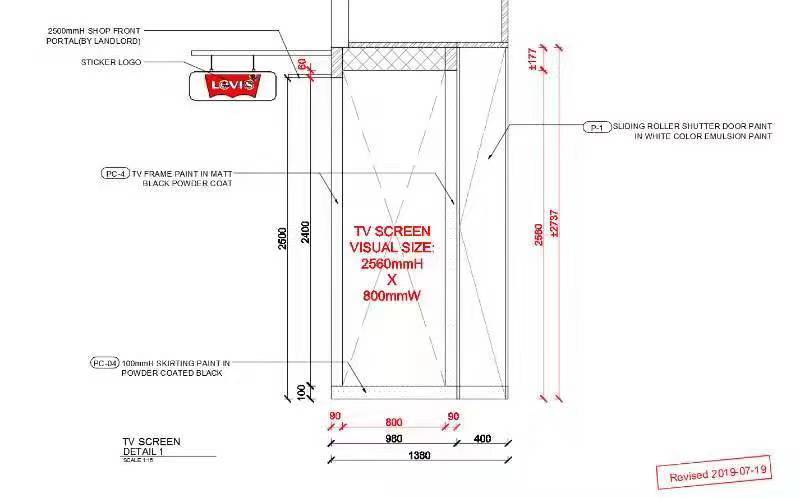 2500mmH SHOP FRONT
PORTAL(BY LANDLORD)
STICKER LOGO
LEVI'S
60
±177
P-1 SLIDING ROLLER SHUTTER DOOR PAINT
IN WHITE COLOR EMULSION PAINT
PC-4 TV FRAME PAINT IN MATT
BLACK POWDER COAT
2500
2400
TV SCREEN
VISUAL SIZE:
2560mmH
X
800mmW
2560
±2737
PC-04 100mmH SKIRTING PAINT IN
POWDER COATED BLACK
100
90
800
90
980
400
1380
TV SCREEN
DETAIL 1
SCALE 1:15
Revised 2019-07-19